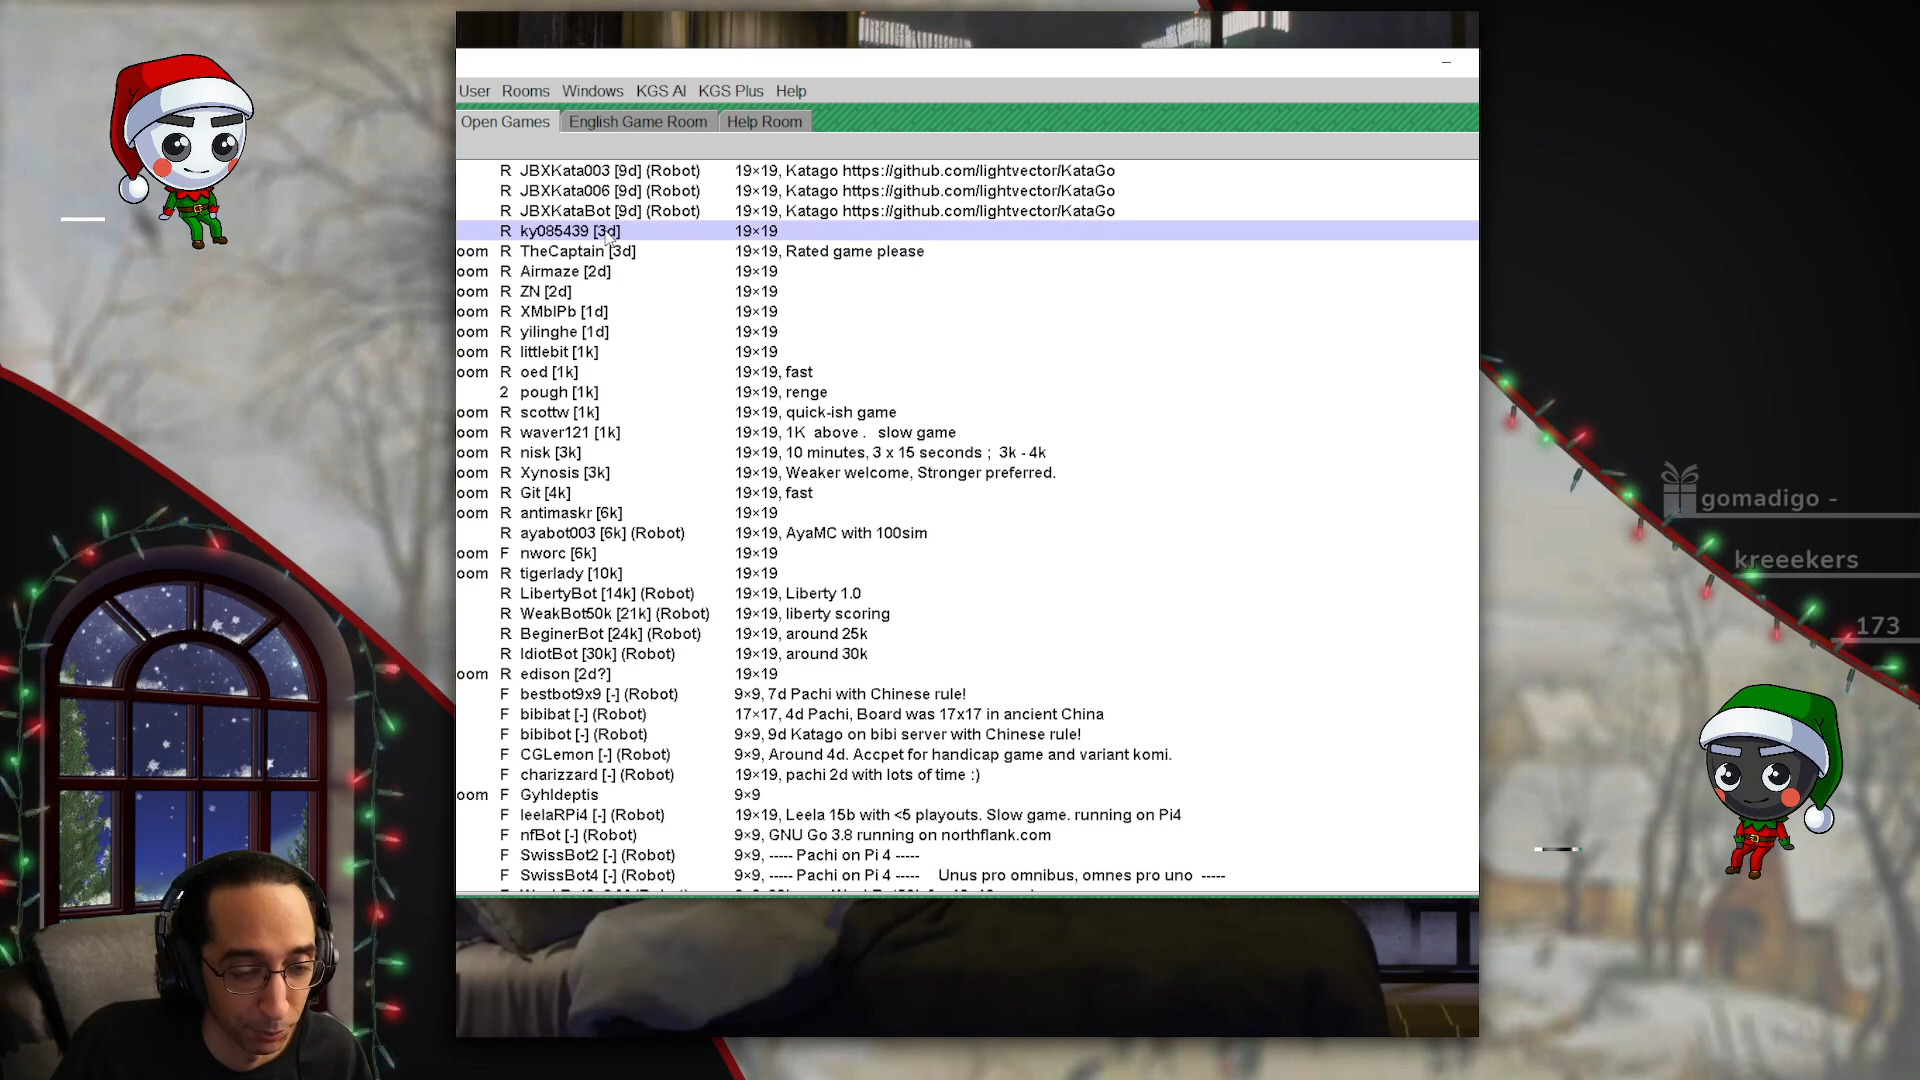 User Rooms Windows KGS AI KGS Plus Help
Open Games English Game Room Help Room
R JBXKata003 [9d] (Robot) 19×19, Katago https://github.com/lightvector/KataGo
R JBXKata006 [9d] (Robot) 19×19, Katago https://github.com/lightvector/KataGo
R JBXKataBot [9d] (Robot) 19×19, Katago https://github.com/lightvector/KataGo
R ky085439 [3d] 19×19
oom R TheCaptain [3d] 19×19, Rated game please
oom R Airmaze [2d] 19×19
oom R ZN [2d] 19×19
oom R XMbIPb [1d] 19×19
oom R yilinghe [1d] 19×19
oom R littlebit [1k] 19×19
oom R oed [1k] 19×19, fast
2 pough [1k] 19×19, renge
oom R scottw [1k] 19×19, quick-ish game
oom R waver121 [1k] 19×19, 1K above . slow game
oom R nisk [3k] 19×19, 10 minutes, 3 x 15 seconds ; 3k - 4k
oom R Xynosis [3k] 19×19, Weaker welcome, Stronger preferred.
oom R Git [4k] 19×19, fast
oom R antimaskr [6k] 19×19
R ayabot003 [6k] (Robot) 19×19, AyaMC with 100sim
oom F nworc [6k] 19×19
oom R tigerlady [10k] 19×19
R LibertyBot [14k] (Robot) 19×19, Liberty 1.0
R WeakBot50k [21k] (Robot) 19×19, liberty scoring
R BeginerBot [24k] (Robot) 19×19, around 25k
R IdiotBot [30k] (Robot) 19×19, around 30k
oom R edison [2d?] 19×19
F bestbot9x9 [-] (Robot) 9×9, 7d Pachi with Chinese rule!
F bibibat [-] (Robot) 17×17, 4d Pachi, Board was 17x17 in ancient China
F bibibot [-] (Robot) 9×9, 9d Katago on bibi server with Chinese rule!
F CGLemon [-] (Robot) 9×9, Around 4d. Accpet for handicap game and variant komi.
F charizzard [-] (Robot) 19×19, pachi 2d with lots of time :)
oom F Gyhldeptis 9×9
F leelaRPi4 [-] (Robot) 19×19, Leela 15b with <5 playouts. Slow game. running on Pi4
F nfBot [-] (Robot) 9×9, GNU Go 3.8 running on northflank.com
F SwissBot2 [-] (Robot) 9×9, ----- Pachi on Pi 4 -----
F SwissBot4 [-] (Robot) 9×9, ----- Pachi on Pi 4 ----- Unus pro omnibus, omnes pro uno -----
gomadigo -
kreeekers
173